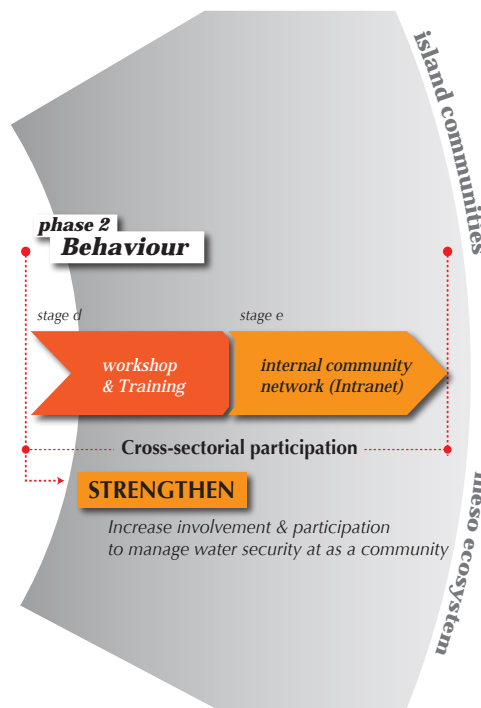 island communities
phase 2
Behaviour
stage d
stage e
workshop
& Training
internal community
network (Intranet)
Cross-sectorial participation
STRENGTHEN
Increase involvement & participation
to manage water security at as a community
meso ecosystem